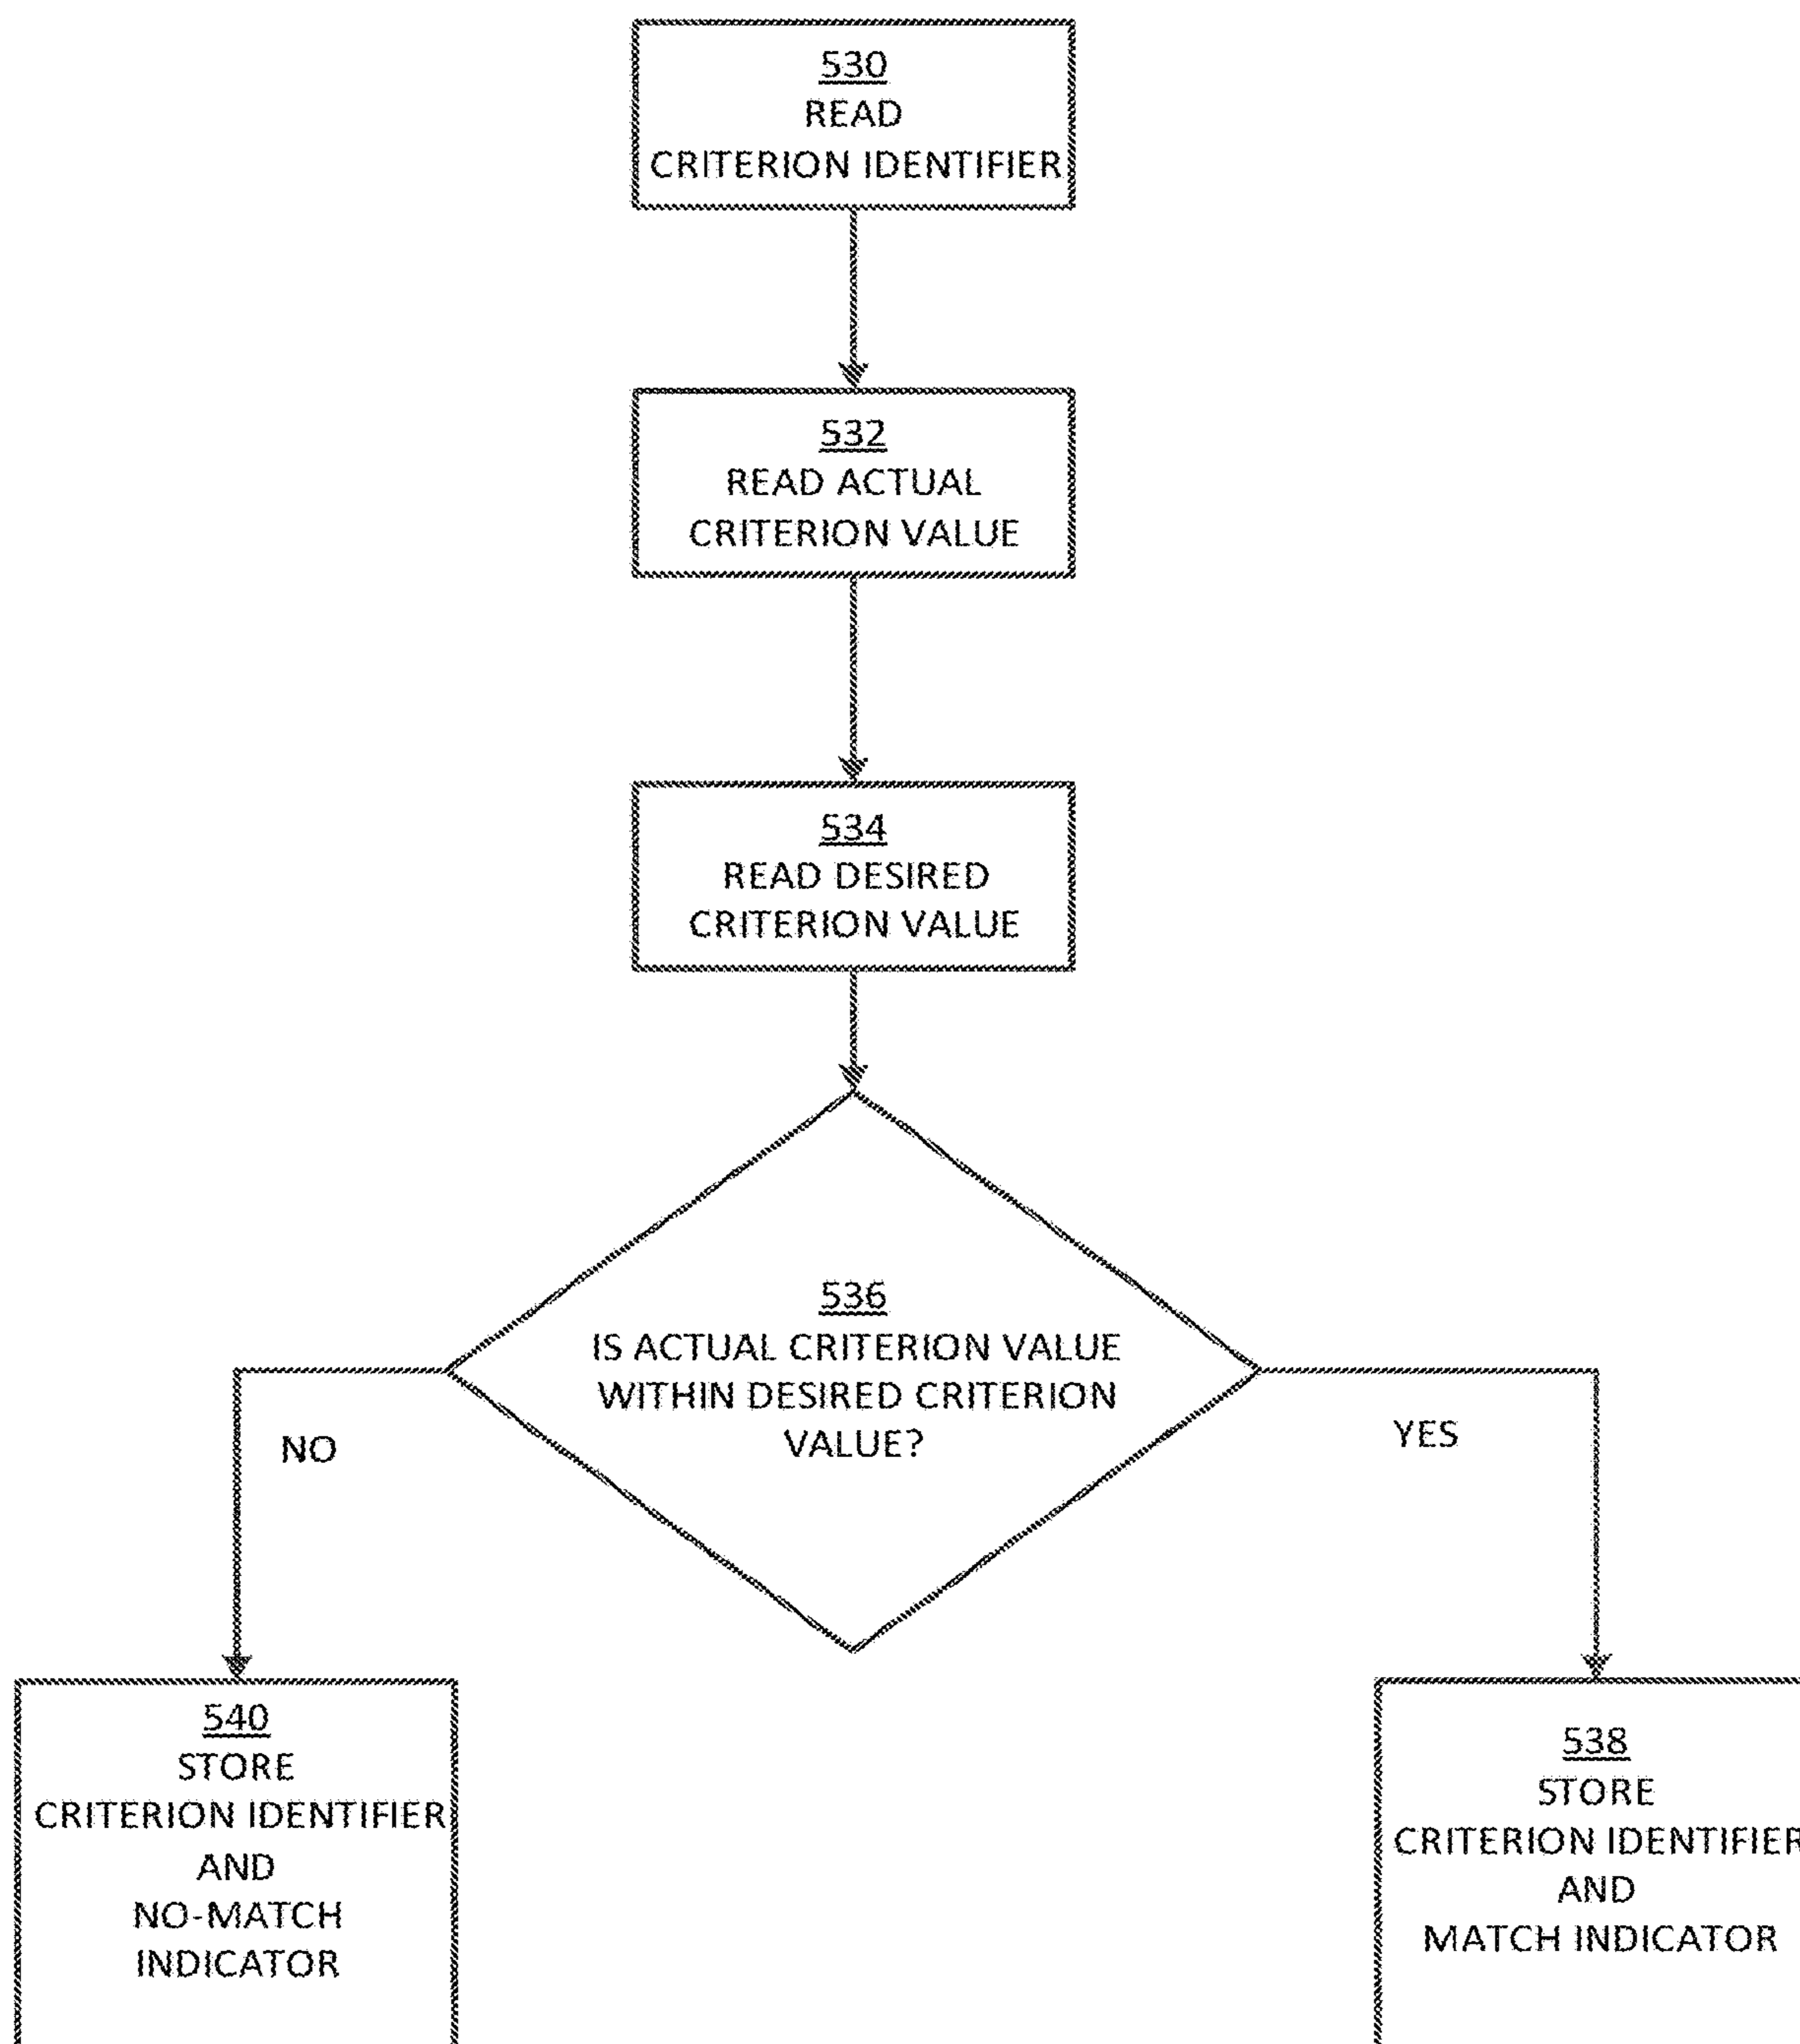 530
READ
CRITERION IDENTIFIER
532
READ ACTUAL
CRITERION VALUE
534
READ DESIRED
CRITERION VALUE
536
IS ACTUAL CRITERION VALUE
WITHIN DESIRED CRITERION
VALUE?
NO
YES
540
STORE
CRITERION IDENTIFIER
AND
NO-MATCH
INDICATOR
538
STORE
CRITERION IDENTIFIER
AND
MATCH INDICATOR